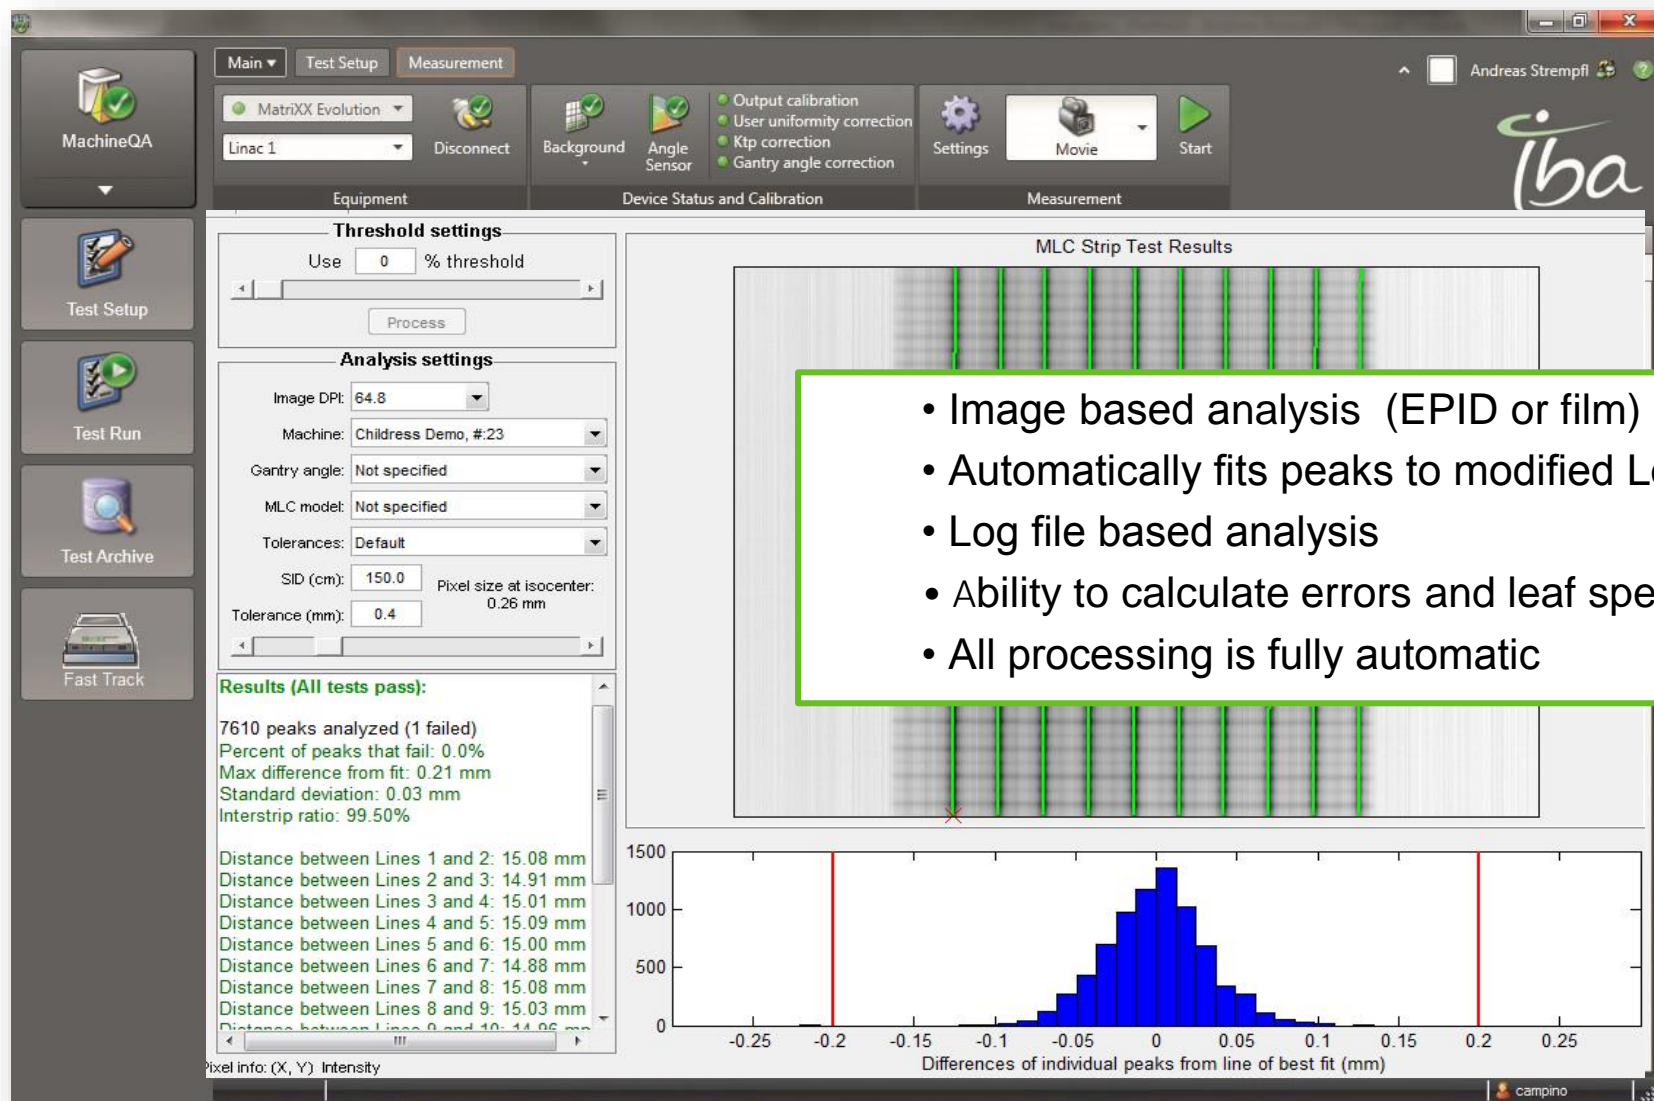 Main
Test Setup
Measurement
Andreas Strempfl
MachineQA
MatriXX Evolution
Linac 1
Disconnect
Background
Angle Sensor
Output calibration
User uniformity correction
Ktp correction
Gantry angle correction
Settings
Movie
Start
iba
Equipment
Device Status and Calibration
Measurement
Test Setup
Test Run
Test Archive
Fast Track
Threshold settings
Use 0 % threshold
Process
Analysis settings
Image DPI: 64.8
Machine: Childress Demo, #:23
Gantry angle: Not specified
MLC model: Not specified
Tolerances: Default
SID (cm): 150.0
Pixel size at isocenter:
0.26 mm
Tolerance (mm): 0.4
Results (All tests pass):
7610 peaks analyzed (1 failed)
Percent of peaks that fail: 0.0%
Max difference from fit: 0.21 mm
Standard deviation: 0.03 mm
Interstrip ratio: 99.50%
Distance between Lines 1 and 2: 15.08 mm
Distance between Lines 2 and 3: 14.91 mm
Distance between Lines 3 and 4: 15.01 mm
Distance between Lines 4 and 5: 15.09 mm
Distance between Lines 5 and 6: 15.00 mm
Distance between Lines 6 and 7: 14.88 mm
Distance between Lines 7 and 8: 15.08 mm
Distance between Lines 8 and 9: 15.03 mm
Distance between Lines 9 and 10: 14.96 mm
Pixel info: (X, Y) Intensity
MLC Strip Test Results
• Image based analysis (EPID or film)
• Automatically fits peaks to modified
• Log file based analysis
• Ability to calculate errors and leaf
• All processing is fully automatic
1500
1000
500
0
-0.25 -0.2 -0.15 -0.1 -0.05 0 0.05 0.1 0.15 0.2 0.25
Differences of individual peaks from line of best fit (mm)
campino